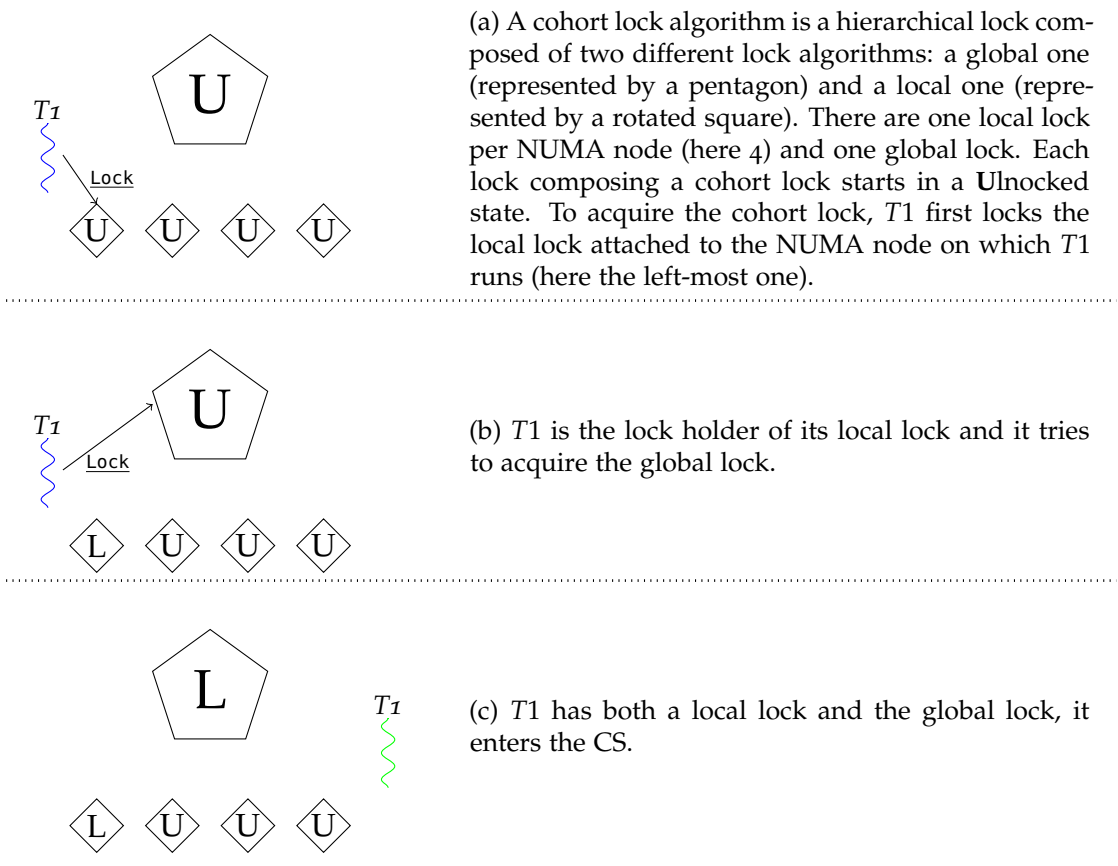 U
T1
Lock
U U U U
(a) A cohort lock algorithm is a hierarchical lock com-
posed of two different lock algorithms: a global one
(represented by a pentagon) and a local one (repre-
sented by a rotated square). There are one local lock
per NUMA node (here 4) and one global lock. Each
lock composing a cohort lock starts in a Ulnocked
state. To acquire the cohort lock, T1 first locks the
local lock attached to the NUMA node on which T1
runs (here the left-most one).
U
T1
Lock
L U U U
(b) T1 is the lock holder of its local lock and it tries
to acquire the global lock.
L
T1
L U U U
(c) T1 has both a local lock and the global lock, it
enters the CS.